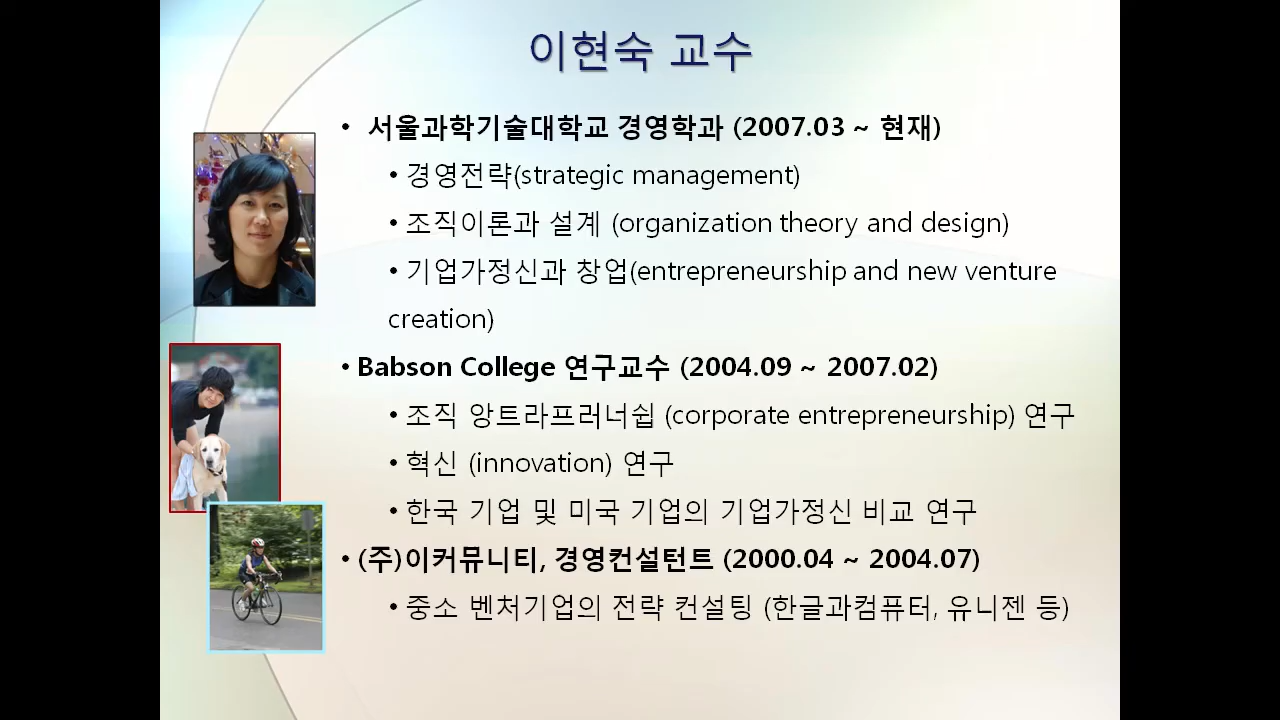 이현숙 교수
• 서울과학기술대학교 경영학과 (2007.03 ~ 현재)
• 경영전략(strategic management)
• 조직이론과 설계 (organization theory and design)
• 기업가정신과 창업(entrepreneurship and new venture
creation)
• Babson College 연구교수 (2004.09 ~ 2007.02)
• 조직 앙트라프러너쉽 (corporate entrepreneurship) 연구
• 혁신 (innovation) 연구
• 한국 기업 및 미국 기업의 기업가정신 비교 연구
• (주)이커뮤니티, 경영컨설턴트 (2000.04 ~ 2004.07)
• 중소 벤처기업의 전략 컨설팅 (한글과컴퓨터, 유니젠 등)